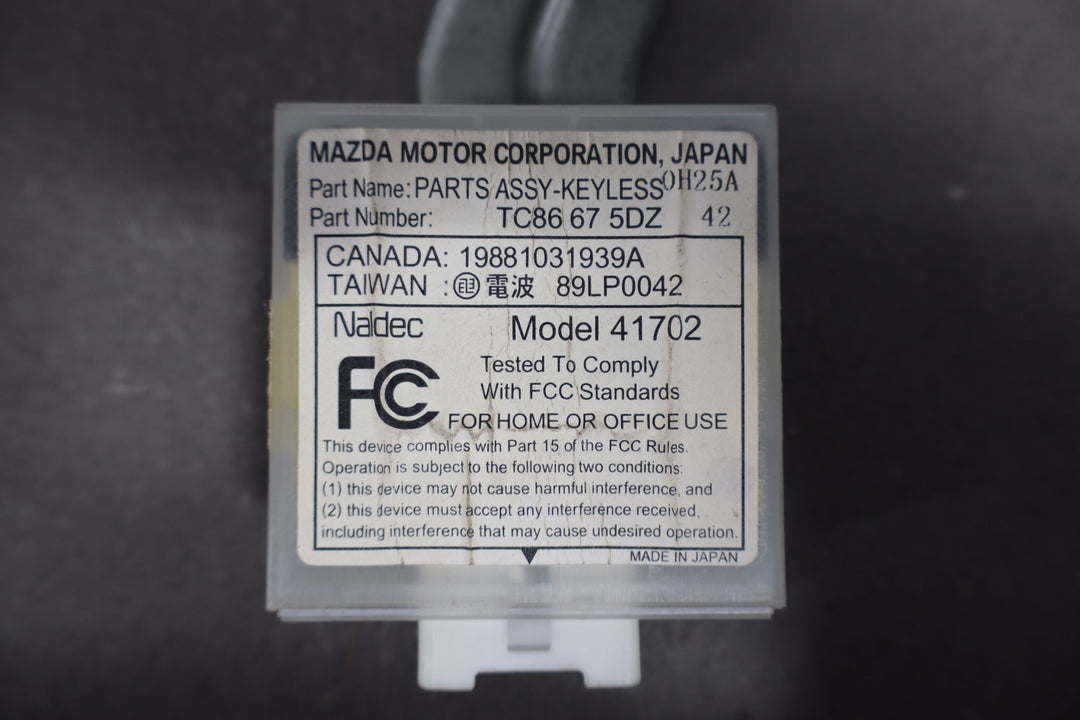 MAZDA MOTOR CORPORATION, JAPAN
Part Name: PARTS ASSY-KEYLESS 0H25A
Part Number: TC86 67 5DZ 42
CANADA: 19881031939A
TAIWAN : 電波 89LP0042
Naldec Model 41702
FC Tested To Comply
With FCC Standards
FOR HOME OR OFFICE USE
This device complies with Part 15 of the FCC Rules.
Operation is subject to the following two conditions:
(1) this device may not cause harmful interference, and
(2) this device must accept any interference received,
including interference that may cause undesired operation.
MADE IN JAPAN